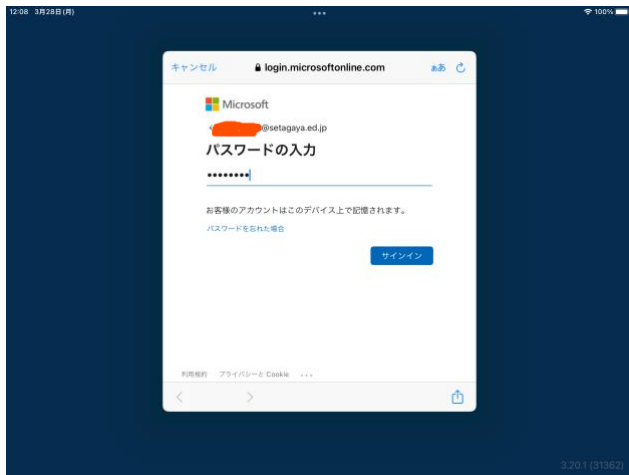 12:08 3月28日(月)
100%
キャンセル
login.microsoftonline.com
ぁあ
Microsoft
@setagaya.ed.jp
パスワードの入力
••••••••
お客様のアカウントはこのデバイス上で記憶されます。
パスワードを忘れた場合
サインイン
利用規約 プライバシーと Cookie ...
3.20.1 (31362)